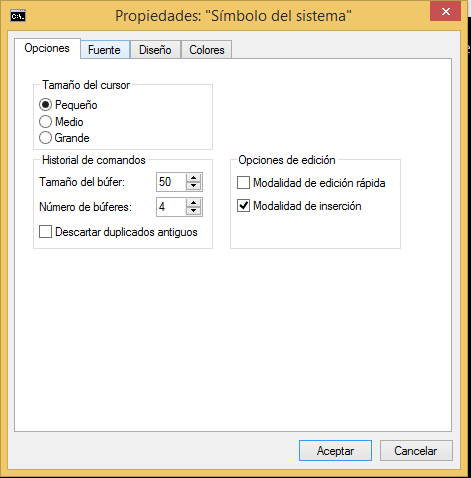 Propiedades: "Símbolo del sistema"
Opciones
Fuente
Diseño
Colores
Tamaño del cursor
Pequeño
Medio
Grande
Historial de comandos
Tamaño del búfer: 50
Número de búferes: 4
Descartar duplicados antiguos
Opciones de edición
Modalidad de edición rápida
Modalidad de inserción
Aceptar
Cancelar